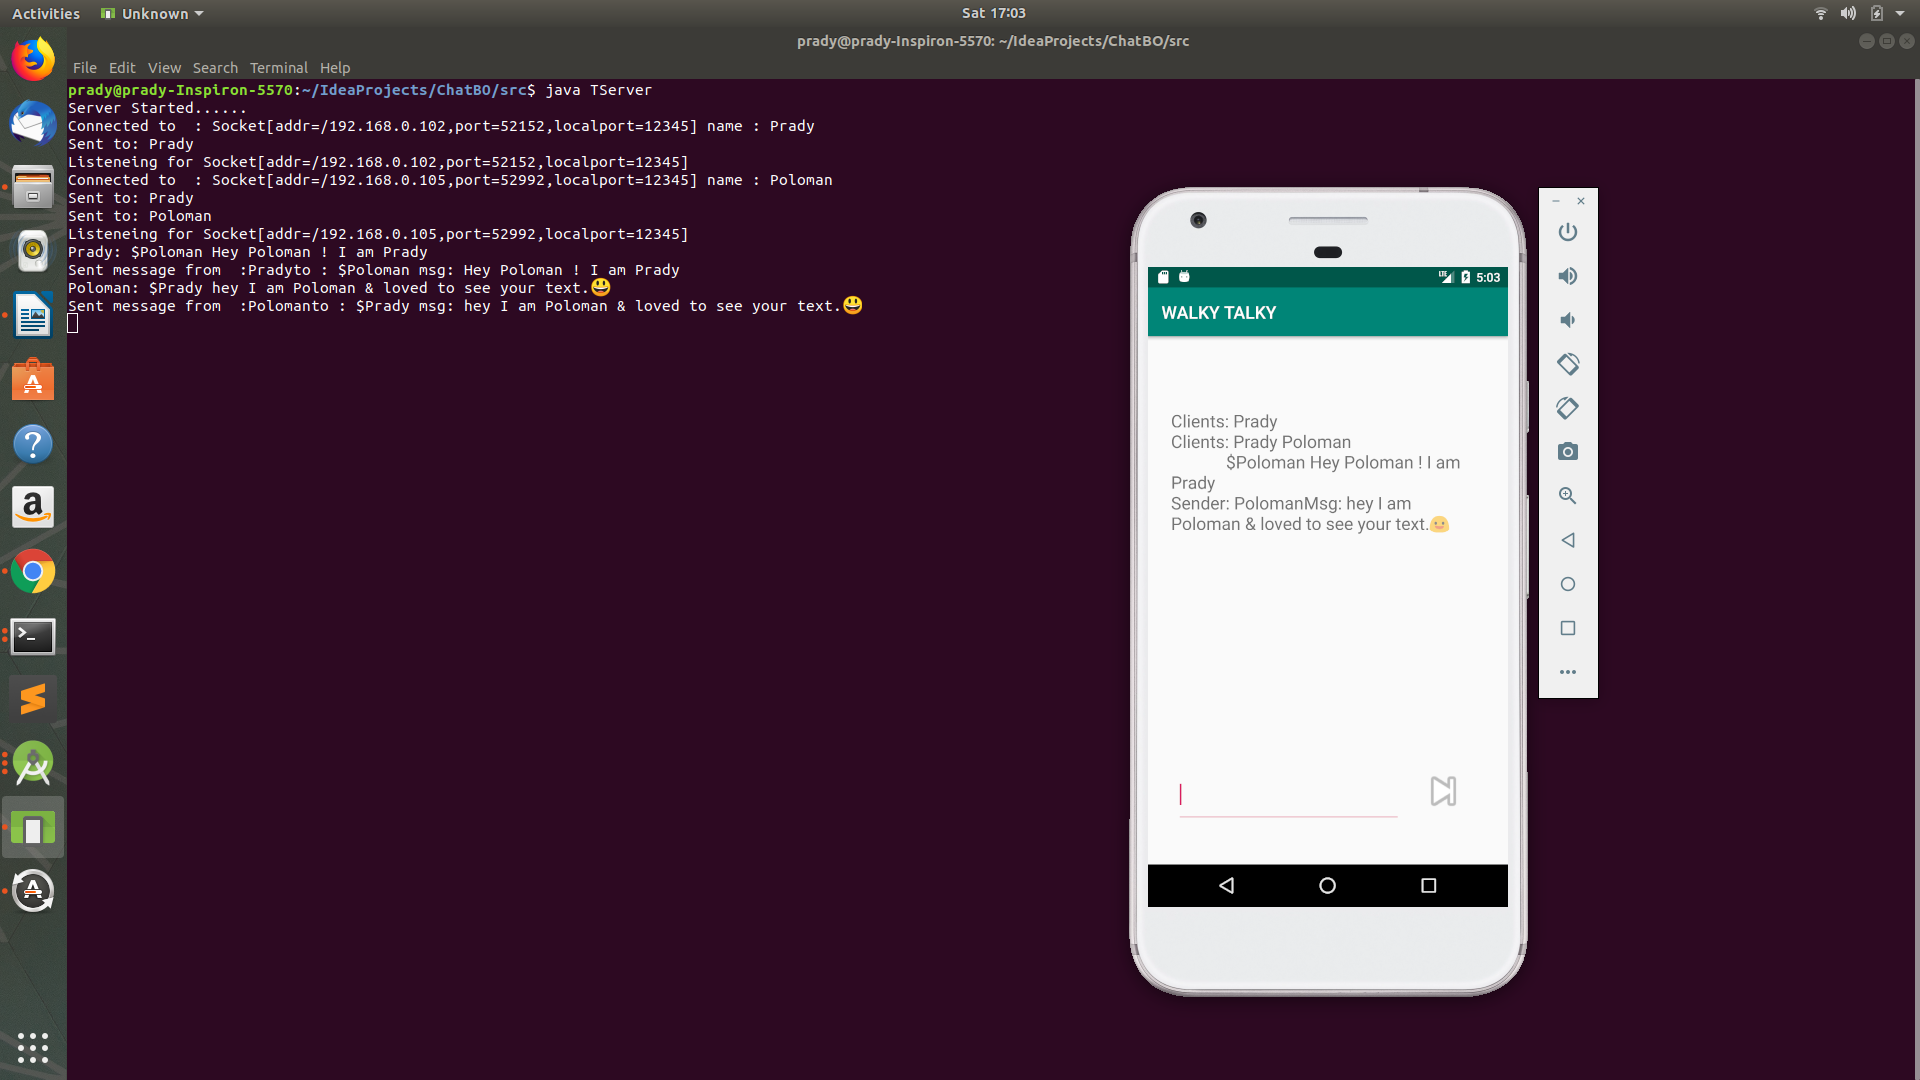 Activities Unknown Sat 17:03
prady@prady-Inspiron-5570: ~/IdeaProjects/ChatBO/src
File Edit View Search Terminal Help
prady@prady-Inspiron-5570:~/IdeaProjects/ChatBO/src$ java TServer
Server Started......
Connected to  : Socket[addr=/192.168.0.102,port=52152,localport=12345] name : Prady
Sent to: Prady
Listeneing for Socket[addr=/192.168.0.102,port=52152,localport=12345]
Connected to  : Socket[addr=/192.168.0.105,port=52992,localport=12345] name : Poloman
Sent to: Prady
Sent to: Poloman
Listeneing for Socket[addr=/192.168.0.105,port=52992,localport=12345]
Prady: $Poloman Hey Poloman ! I am Prady
Sent message from  :Pradyto : $Poloman msg: Hey Poloman ! I am Prady
Poloman: $Prady hey I am Poloman & loved to see your text.😃
Sent message from  :Polomanto : $Prady msg: hey I am Poloman & loved to see your text.😃
LTE 5:03
WALKY TALKY
Clients: Prady
Clients: Prady Poloman
$Poloman Hey Poloman ! I am
Prady
Sender: PolomanMsg: hey I am
Poloman & loved to see your text.😃